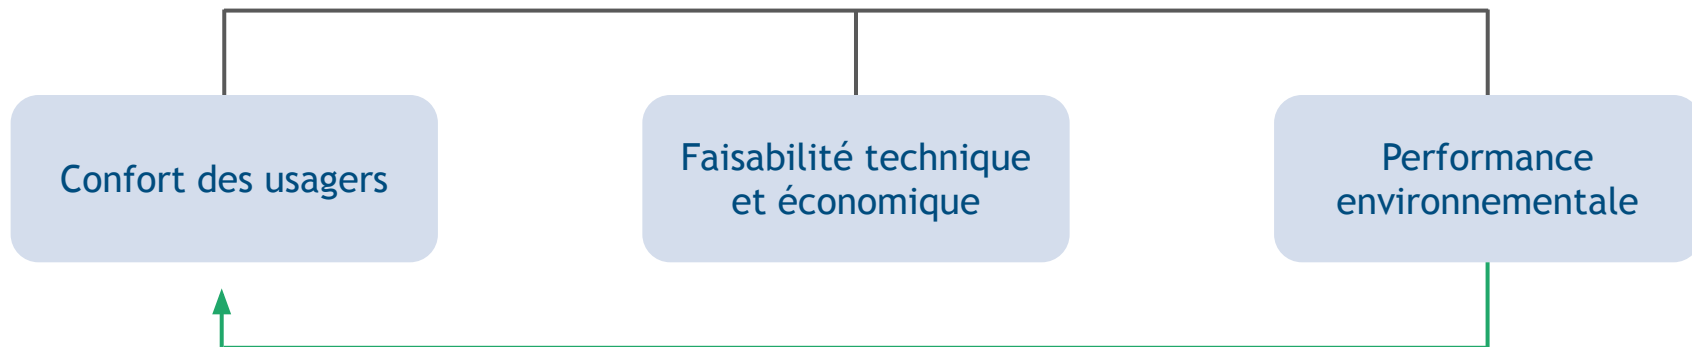 Confort des usagers
Faisabilité technique
et économique
Performance
environnementale